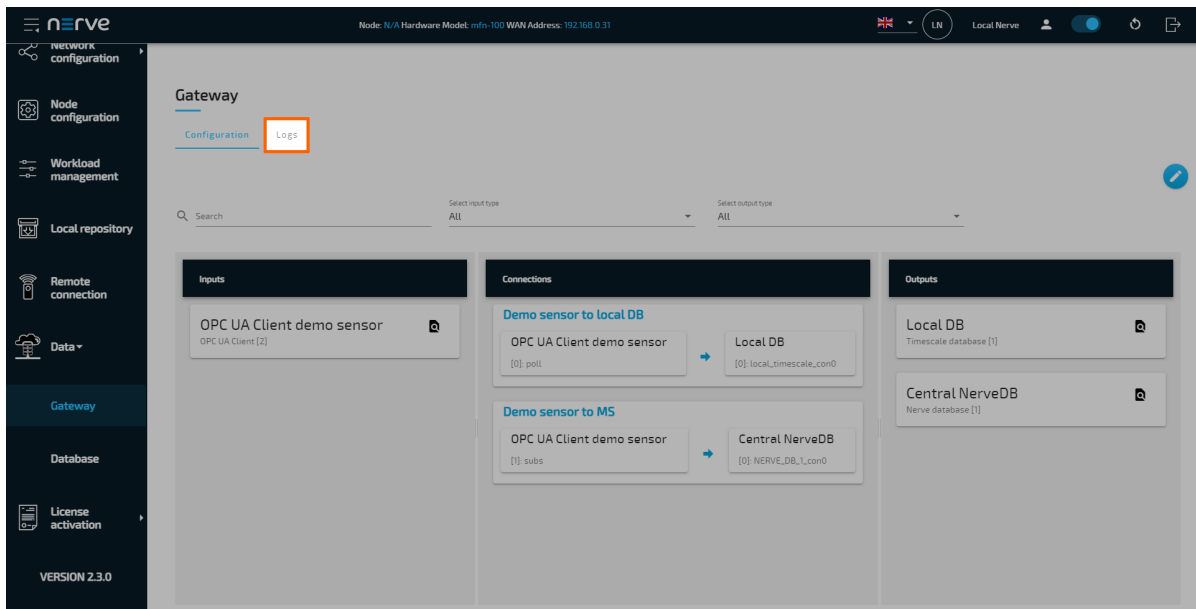 nerve
Node: N/A Hardware Model: mfn-100 WAN Address: 192.168.0.31
LN
Local Nerve
Network
configuration
Node
configuration
Workload
management
Local repository
Remote
connection
Data
Gateway
Database
License
activation
VERSION 2.3.0
Gateway
Configuration
Logs
Search
Select input type
All
Select output type
All
Inputs
OPC UA Client demo sensor
OPC UA Client [2]
Connections
Demo sensor to local DB
OPC UA Client demo sensor
[0]: poll
Local DB
[0]: local_timescale_con0
Demo sensor to MS
OPC UA Client demo sensor
[1]: subs
Central NerveDB
[0]: NERVE_DB_1_con0
Outputs
Local DB
Timescale database [1]
Central NerveDB
Nerve database [1]